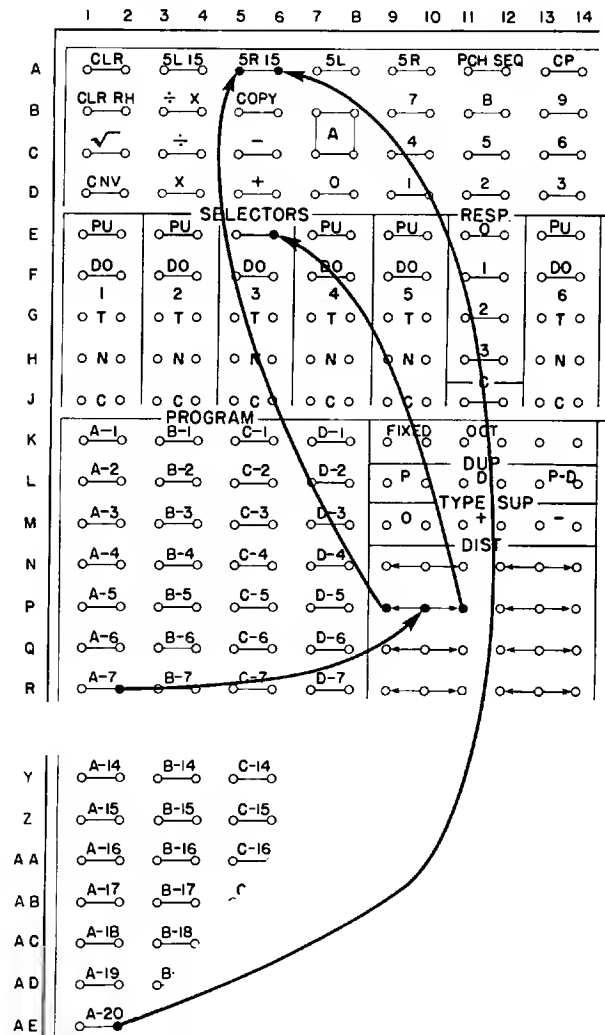 1 2 3 4 5 6 7 8 9 10 11 12 13 14
A CLR 5L 15 5R 15 5L 5R PCH SEQ CP
B CLR RH ÷ X COPY 7 8 9
C √ ÷ - A 4 5 6
D CNV X + 0 1 2 3
SELECTORS RESP.
E PU PU PU PU 0 PU
F DO DO DO DO DO 1 DO
1 2 3 4 5 6
G T T T T T 2 T
H N N N N N 3 N
C
J C C C C C C
PROGRAM
K A-1 B-1 C-1 D-1 FIXED OCT
DUP
L A-2 B-2 C-2 D-2 P D P-D
TYPE SUP
M A-3 B-3 C-3 D-3 0 + -
DIST
N A-4 B-4 C-4 D-4
P A-5 B-5 C-5 D-5
Q A-6 B-6 C-6 D-6
R A-7 B-7 C-7 D-7
Y A-14 B-14 C-14
Z A-15 B-15 C-15
AA A-16 B-16 C-16
AB A-17 B-17 C
AC A-18 B-18
AD A-19 B-
AE A-20